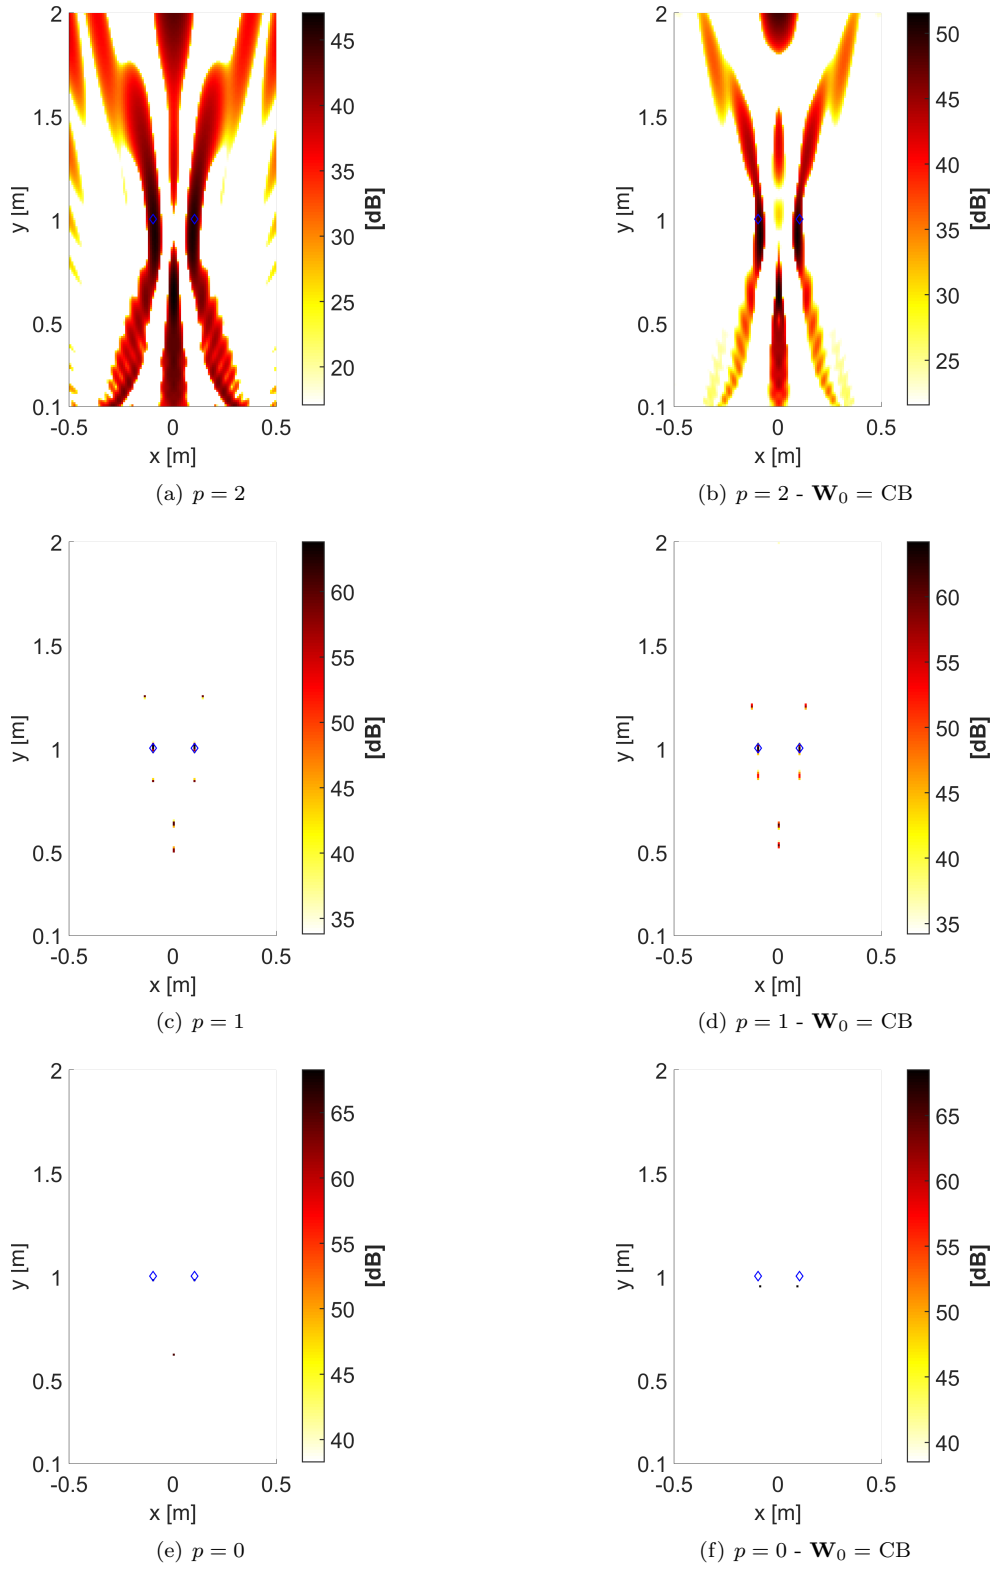 2
1.5
1
0.5
0.1
-0.5 0 0.5
x [m]
y [m]
45
40
35
30
25
20
[dB]
(a) p = 2
2
1.5
1
0.5
0.1
-0.5 0 0.5
x [m]
y [m]
50
45
40
35
30
25
[dB]
(b) p = 2 - W₀ = CB
2
1.5
1
0.5
0.1
-0.5 0 0.5
x [m]
y [m]
60
55
50
45
40
35
[dB]
(c) p = 1
2
1.5
1
0.5
0.1
-0.5 0 0.5
x [m]
y [m]
60
55
50
45
40
35
[dB]
(d) p = 1 - W₀ = CB
2
1.5
1
0.5
0.1
-0.5 0 0.5
x [m]
y [m]
65
60
55
50
45
40
[dB]
(e) p = 0
2
1.5
1
0.5
0.1
-0.5 0 0.5
x [m]
y [m]
65
60
55
50
45
40
[dB]
(f) p = 0 - W₀ = CB